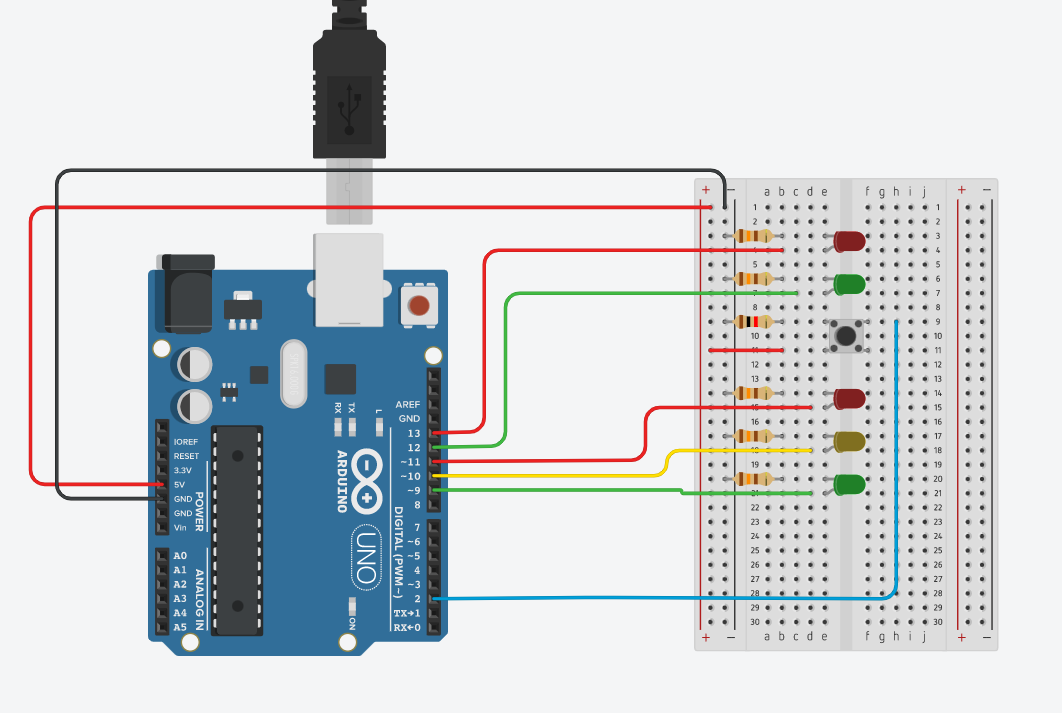 + − a b c d e f g h i j + −
1 1
2 2
3 3
4 4
5 5
6 6
7 7
8 8
9 9
10 10
11 11
12 12
13 13
14 14
15 15
16 16
17 17
18 18
19 19
20 20
21 21
22 22
23 23
24 24
25 25
26 26
27 27
28 28
29 29
30 30
+ − a b c d e f g h i j + −
RX
TX
L
AREF
GND
13
12
~11
~10
~9
8
7
~6
~5
4
~3
2
TX→1
RX←0
DIGITAL (PWM~)
ARDUINO
UNO
ON
IOREF
RESET
3.3V
5V
GND
GND
Vin
POWER
A0
A1
A2
A3
A4
A5
ANALOG IN